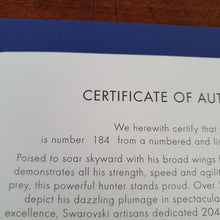 CERTIFICATE OF AUT
We herewith certify that
is number 184 from a numbered and li
Poised to soar skyward with his broad wings
demonstrates all his strength, speed and agilit
prey, this powerful hunter stands proud. Over
depict his dazzling plumage in spectacula
excellence, Swarovski artisans dedicated 204